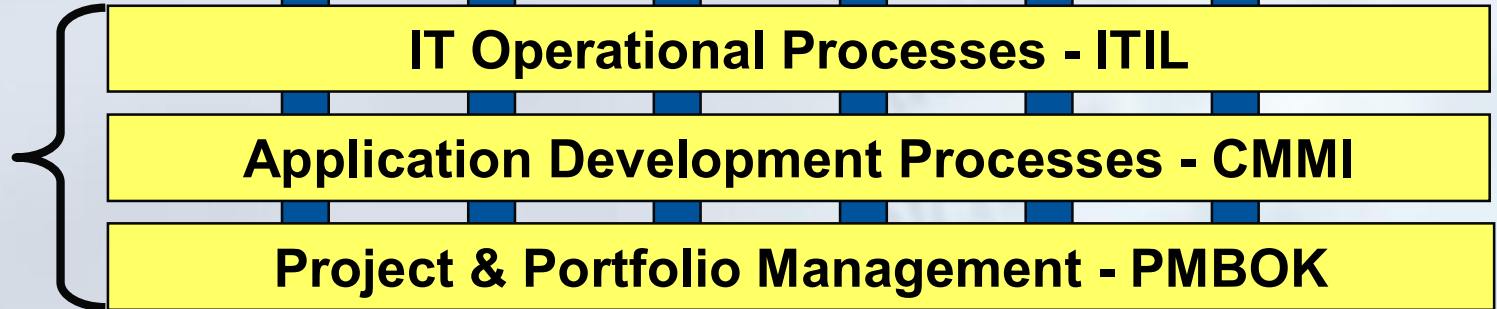 IT Operational Processes - ITIL
Application Development Processes - CMMI
Project & Portfolio Management - PMBOK